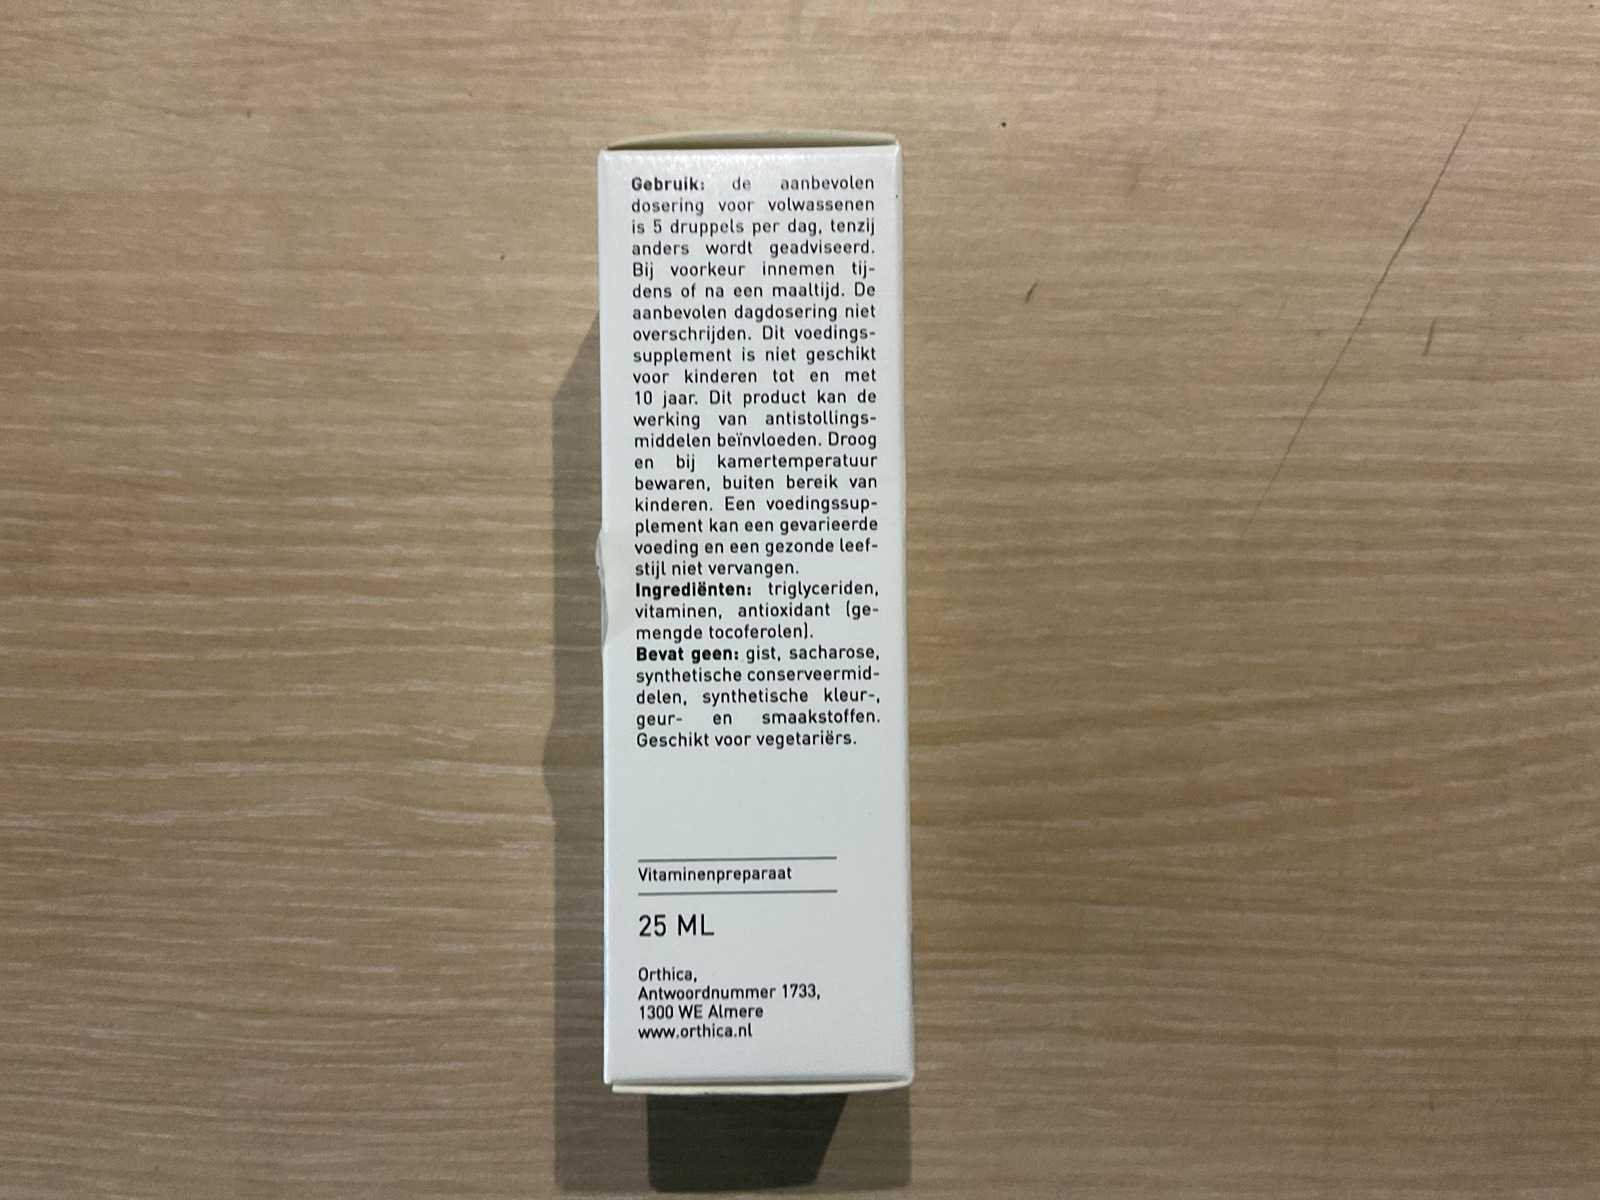 Gebruik: de aanbevolen
dosering voor volwassenen
is 5 druppels per dag, tenzij
anders wordt geadviseerd.
Bij voorkeur innemen tij-
dens of na een maaltijd. De
aanbevolen dagdosering niet
overschrijden. Dit voedings-
supplement is niet geschikt
voor kinderen tot en met
10 jaar. Dit product kan de
werking van antistollings-
middelen beïnvloeden. Droog
en bij kamertemperatuur
bewaren, buiten bereik van
kinderen. Een voedingssup-
plement kan een gevarieerde
voeding en een gezonde leef-
stijl niet vervangen.
Ingrediënten: triglyceriden,
vitaminen, antioxidant (ge-
mengde tocoferolen).
Bevat geen: gist, sacharose,
synthetische conserveermid-
delen, synthetische kleur-,
geur- en smaakstoffen.
Geschikt voor vegetariërs.
Vitaminenpreparaat
25 ML
Orthica,
Antwoordnummer 1733,
1300 WE Almere
www.orthica.nl